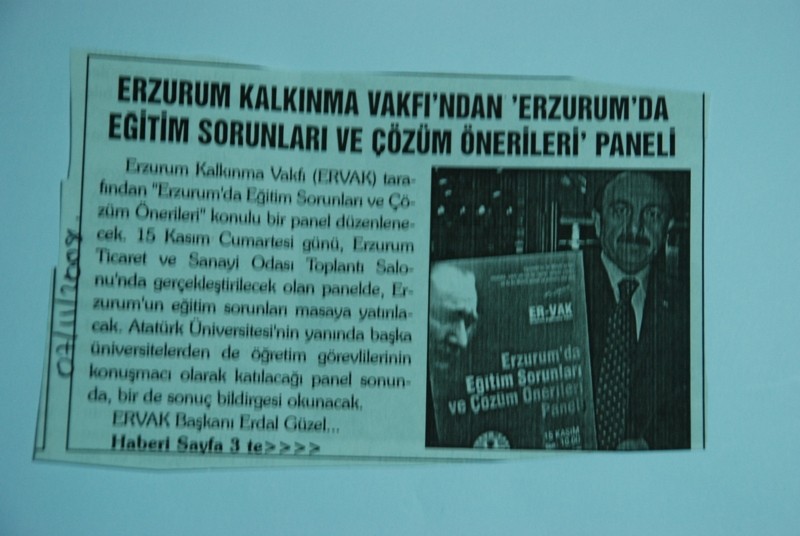 ERZURUM KALKINMA VAKFI'NDAN 'ERZURUM'DA
EĞİTİM SORUNLARI VE ÇÖZÜM ÖNERİLERİ' PANELİ
Erzurum Kalkınma Vakfı (ERVAK) tara-
fından "Erzurum'da Eğitim Sorunları ve Çö-
züm Önerileri" konulu bir panel düzenlene-
cek. 15 Kasım Cumartesi günü, Erzurum
Ticaret ve Sanayi Odası Toplantı Salo-
nu'nda gerçekleştirilecek olan panelde, Er-
zurum'un eğitim sorunları masaya yatırıla-
cak. Atatürk Üniversitesi'nin yanında başka
üniversitelerden de öğretim görevlilerinin
konuşmacı olarak katılacağı panel sonun-
da, bir de sonuç bildirgesi okunacak.
ERVAK Başkanı Erdal Güzel...
Haberi Sayfa 3 te>>>>
07/11/2008
ER-VAK
Erzurum'da
Eğitim Sorunları
ve Çözüm Önerileri
Paneli
15 KASIM